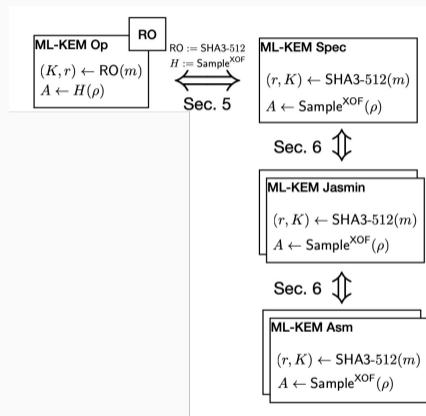 RO
ML-KEM Op
(K, r) ← RO(m)
A ← H(ρ)
RO := SHA3-512
H := Sample^XOF
Sec. 5
ML-KEM Spec
(r, K) ← SHA3-512(m)
A ← Sample^XOF(ρ)
Sec. 6
ML-KEM Jasmin
(r, K) ← SHA3-512(m)
A ← Sample^XOF(ρ)
Sec. 6
ML-KEM Asm
(r, K) ← SHA3-512(m)
A ← Sample^XOF(ρ)